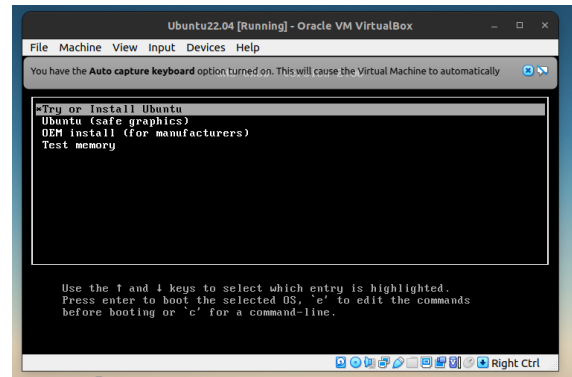 Ubuntu22.04 [Running] - Oracle VM VirtualBox
File Machine View Input Devices Help
You have the Auto capture keyboard option turned on. This will cause the Virtual Machine to automatically
*Try or Install Ubuntu
Ubuntu (safe graphics)
OEM install (for manufacturers)
Test memory
Use the ↑ and ↓ keys to select which entry is highlighted.
Press enter to boot the selected OS, `e' to edit the commands
before booting or `c' for a command-line.
Right Ctrl